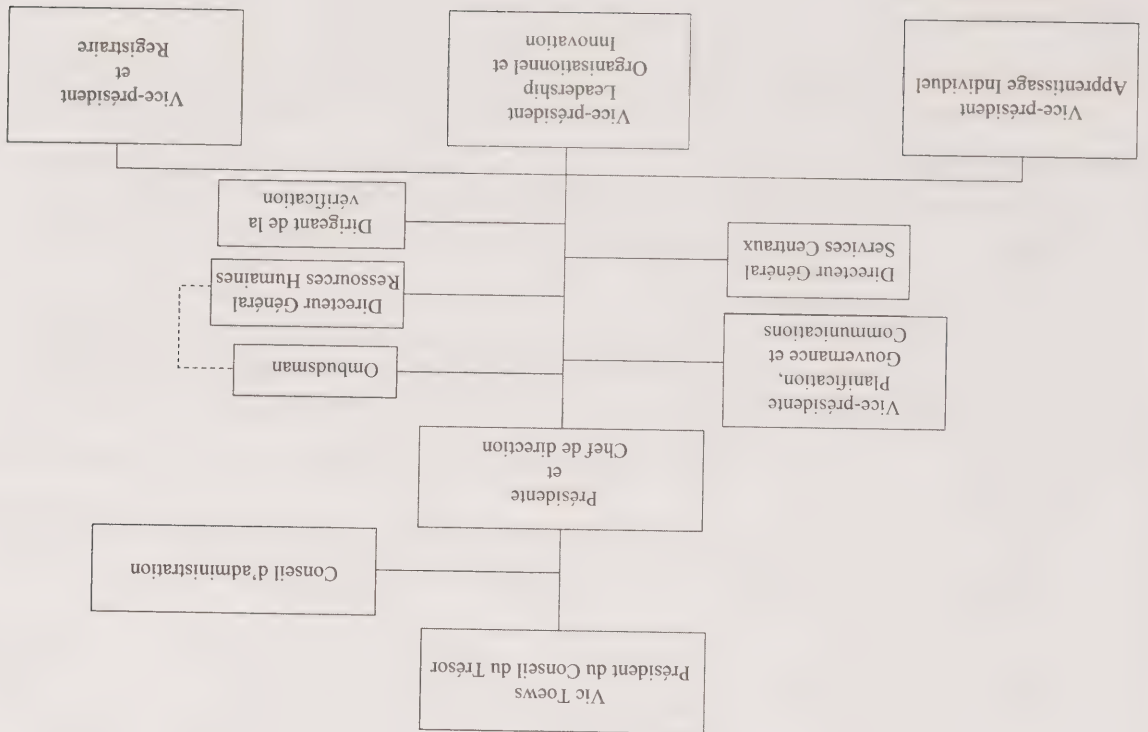 Vic Toews
Président du Conseil du Trésor
Conseil d'administration
Présidente
et
Chef de direction
Vice-présidente
Planification,
Gouvernance et
Communications
Ombudsman
Directeur Général
Services Centraux
Directeur Général
Ressources Humaines
Dirigeant de la
vérification
Vice-président
Apprentissage Individuel
Vice-président
Leadership
Organisationnel et
Innovation
Vice-président
et
Registraire